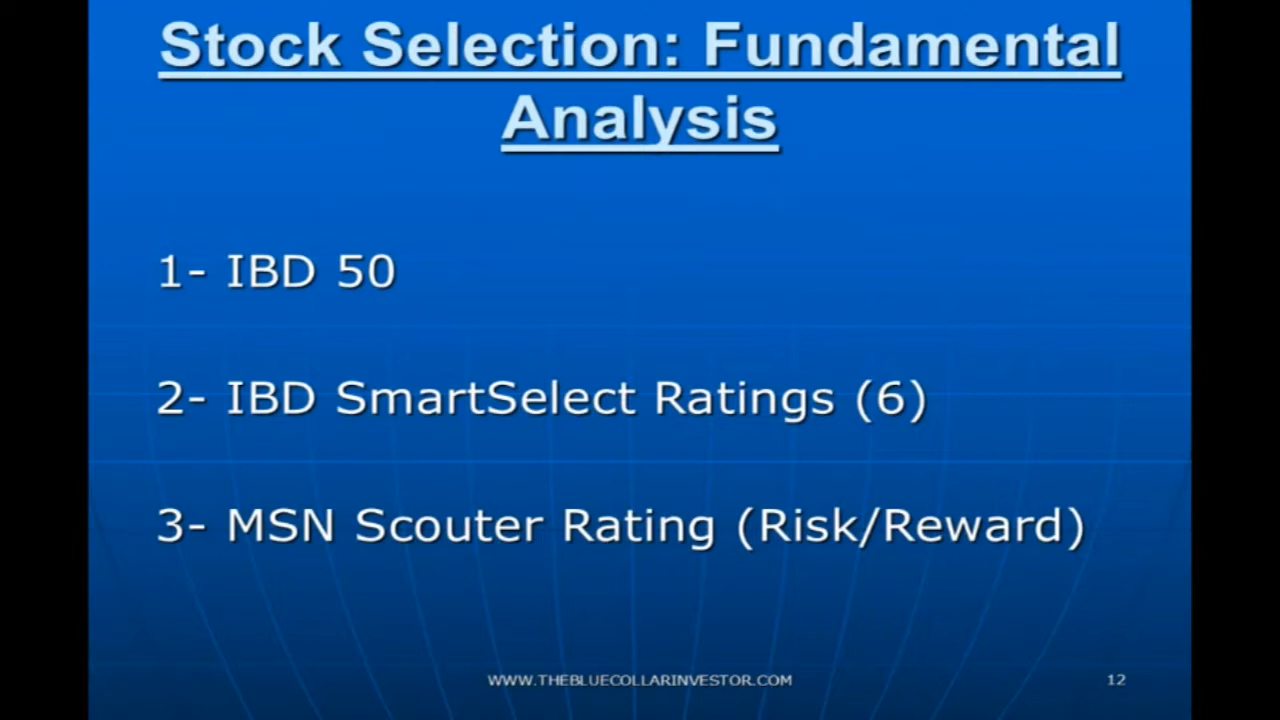 Stock Selection: Fundamental
Analysis
1- IBD 50
2- IBD SmartSelect Ratings (6)
3- MSN Scouter Rating (Risk/Reward)
WWW.THEBLUECOLLARINVESTOR.COM
12